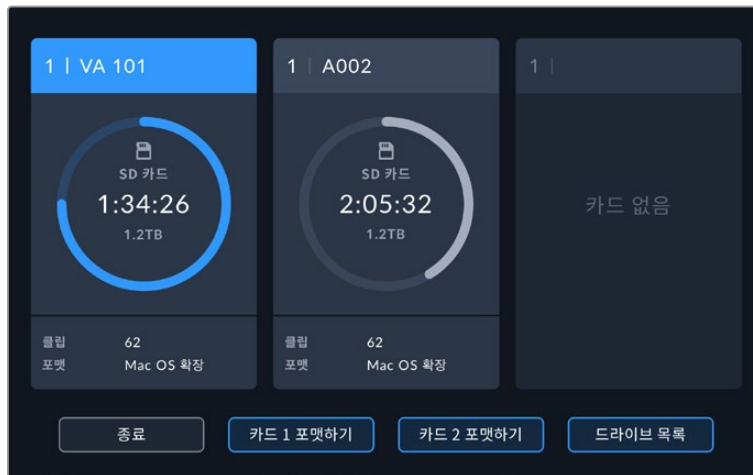 1 | VA 101
SD 카드
1:34:26
1.2TB
클립 62
포맷 Mac OS 확장
1 | A002
SD 카드
2:05:32
1.2TB
클립 62
포맷 Mac OS 확장
1 |
카드 없음
종료
카드 1 포맷하기
카드 2 포맷하기
드라이브 목록